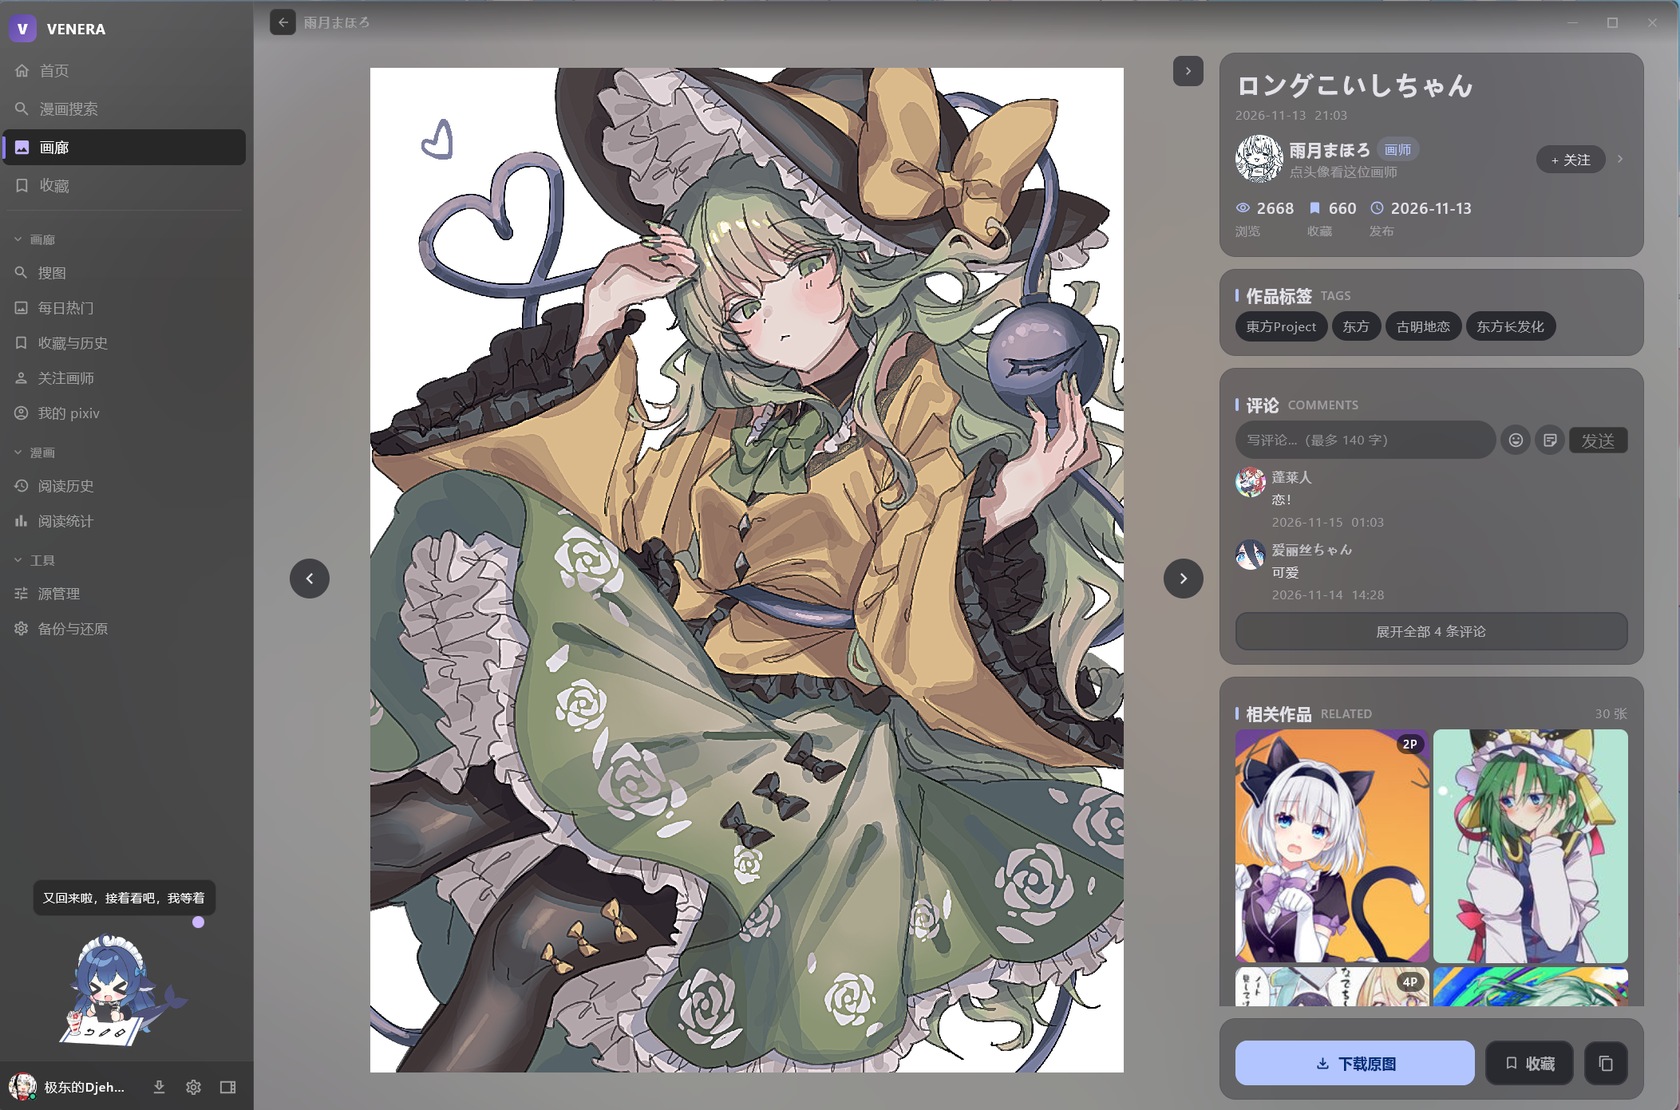 V VENERA
首页
漫画搜索
画廊
收藏
画廊
搜图
每日热门
收藏与历史
关注画师
我的 pixiv
漫画
阅读历史
阅读统计
工具
源管理
备份与还原
又回来啦，接着看吧，我等着
极东的Djeh...
雨月まほろ
ロングこいしちゃん
2026-11-13 21:03
雨月まほろ 画师
点头像看这位画师
+ 关注
2668 660 2026-11-13
浏览 收藏 发布
作品标签 TAGS
東方Project 东方 古明地恋 东方长发化
评论 COMMENTS
写评论... (最多 140 字)
发送
蓬莱人
恋!
2026-11-15 01:03
爱丽丝ちゃん
可爱
2026-11-14 14:28
展开全部 4 条评论
相关作品 RELATED 30 张
2P
4P
下载原图 收藏